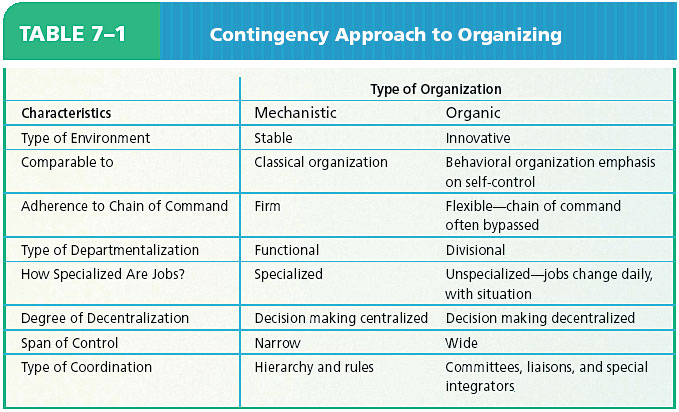 TABLE 7–1 Contingency Approach to Organizing
Type of Organization
Characteristics Mechanistic Organic
Type of Environment Stable Innovative
Comparable to Classical organization Behavioral organization emphasis
on self-control
Adherence to Chain of Command Firm Flexible—chain of command
often bypassed
Type of Departmentalization Functional Divisional
How Specialized Are Jobs? Specialized Unspecialized—jobs change daily,
with situation
Degree of Decentralization Decision making centralized Decision making decentralized
Span of Control Narrow Wide
Type of Coordination Hierarchy and rules Committees, liaisons, and special
integrators